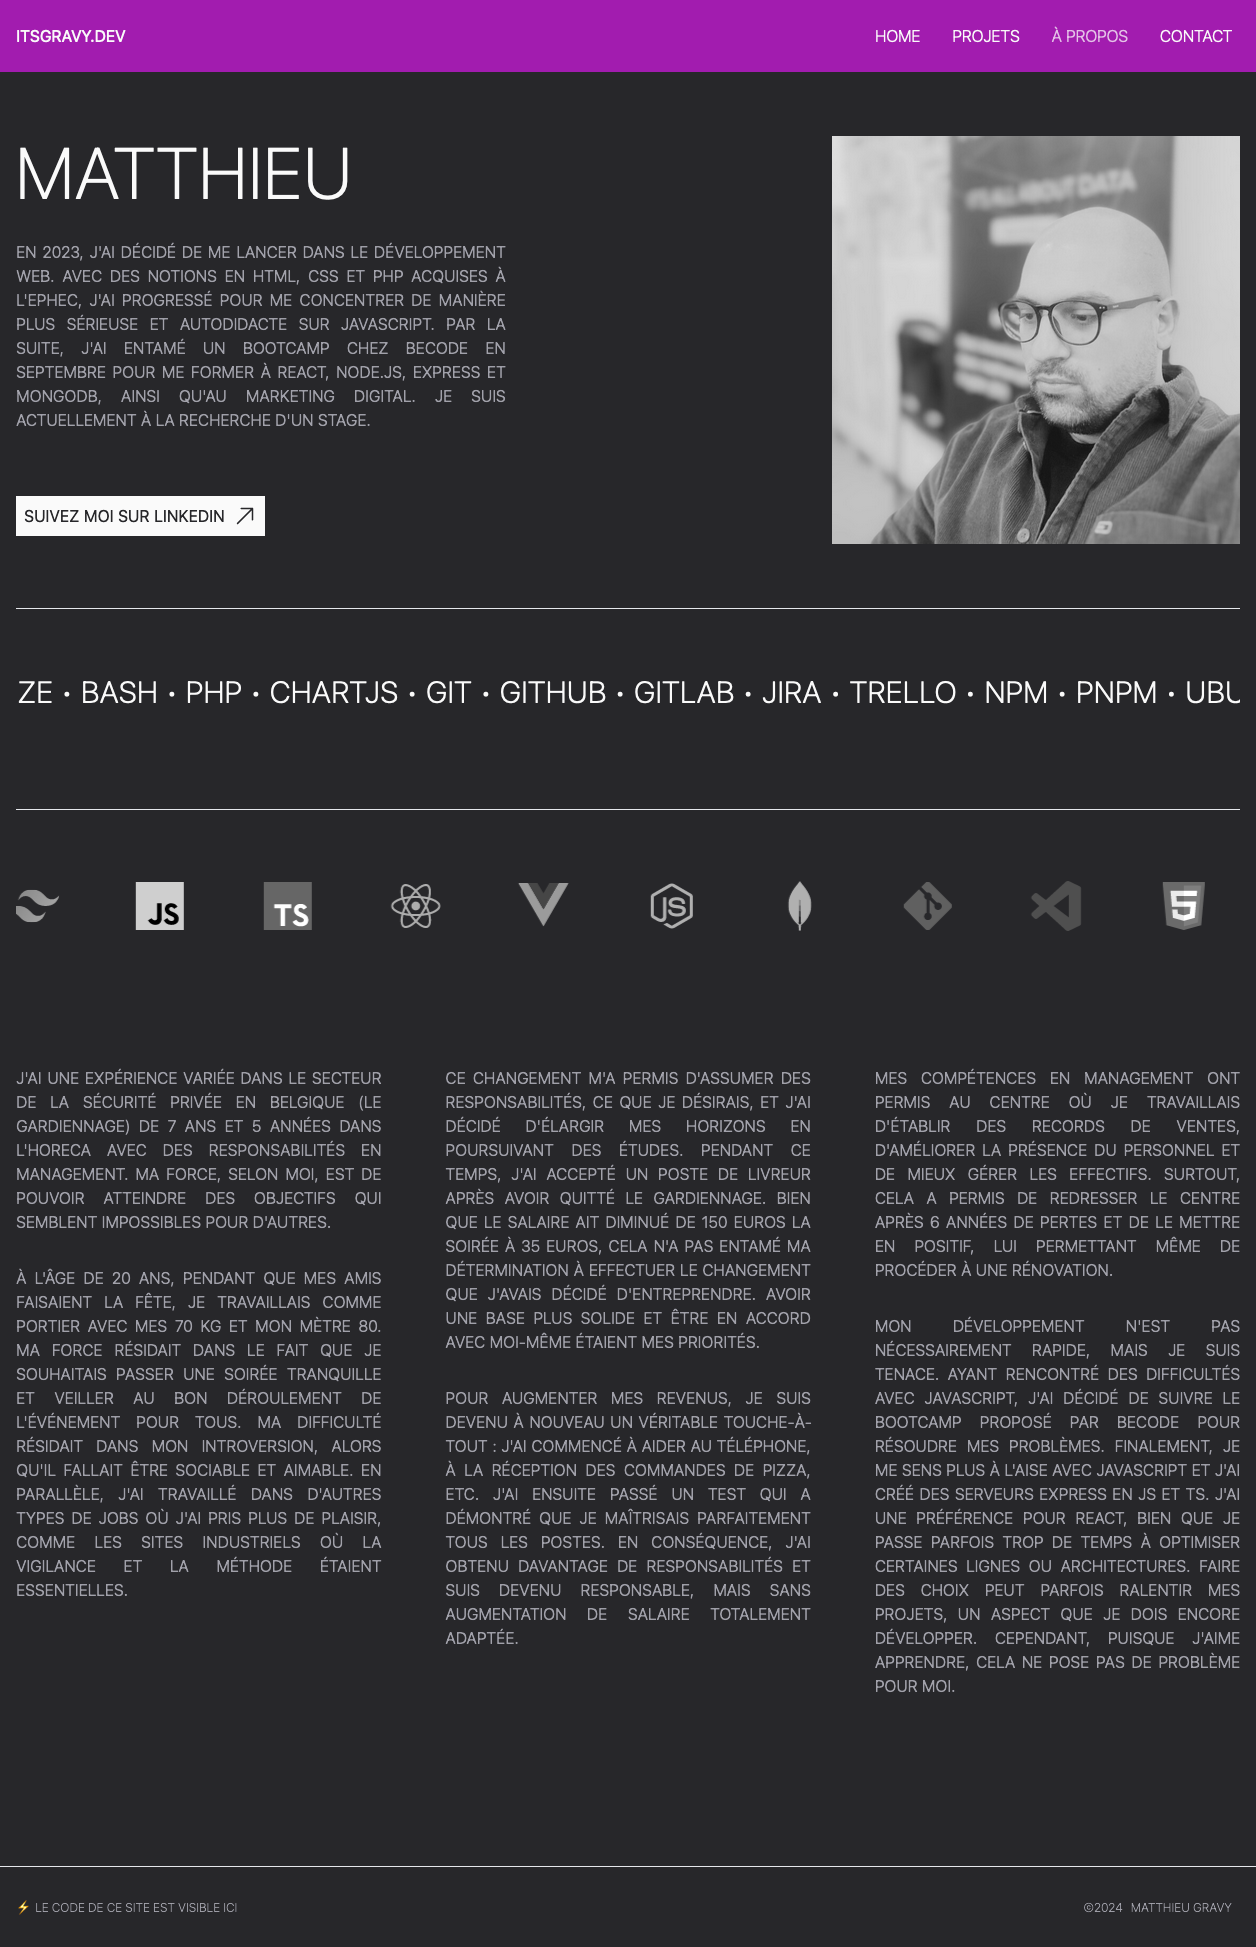 ITSGRAVY.DEV
HOME PROJETS À PROPOS CONTACT
MATTHIEU
EN 2023, J'AI DÉCIDÉ DE ME LANCER DANS LE DÉVELOPPEMENT
WEB. AVEC DES NOTIONS EN HTML, CSS ET PHP ACQUISES À
L'EPHEC, J'AI PROGRESSÉ POUR ME CONCENTRER DE MANIÈRE
PLUS SÉRIEUSE ET AUTODIDACTE SUR JAVASCRIPT. PAR LA
SUITE, J'AI ENTAMÉ UN BOOTCAMP CHEZ BECODE EN
SEPTEMBRE POUR ME FORMER À REACT, NODE.JS, EXPRESS ET
MONGODB, AINSI QU'AU MARKETING DIGITAL. JE SUIS
ACTUELLEMENT À LA RECHERCHE D'UN STAGE.
SUIVEZ MOI SUR LINKEDIN
IT'S ALL ABOUT DATA
ZE • BASH • PHP • CHARTJS • GIT • GITHUB • GITLAB • JIRA • TRELLO • NPM • PNPM • UBU
JS
TS
JS
5
J'AI UNE EXPÉRIENCE VARIÉE DANS LE SECTEUR
DE LA SÉCURITÉ PRIVÉE EN BELGIQUE (LE
GARDIENNAGE) DE 7 ANS ET 5 ANNÉES DANS
L'HORECA AVEC DES RESPONSABILITÉS EN
MANAGEMENT. MA FORCE, SELON MOI, EST DE
POUVOIR ATTEINDRE DES OBJECTIFS QUI
SEMBLENT IMPOSSIBLES POUR D'AUTRES.
À L'ÂGE DE 20 ANS, PENDANT QUE MES AMIS
FAISAIENT LA FÊTE, JE TRAVAILLAIS COMME
PORTIER AVEC MES 70 KG ET MON MÈTRE 80.
MA FORCE RÉSIDAIT DANS LE FAIT QUE JE
SOUHAITAIS PASSER UNE SOIRÉE TRANQUILLE
ET VEILLER AU BON DÉROULEMENT DE
L'ÉVÉNEMENT POUR TOUS. MA DIFFICULTÉ
RÉSIDAIT DANS MON INTROVERSION, ALORS
QU'IL FALLAIT ÊTRE SOCIABLE ET AIMABLE. EN
PARALLÈLE, J'AI TRAVAILLÉ DANS D'AUTRES
TYPES DE JOBS OÙ J'AI PRIS PLUS DE PLAISIR,
COMME LES SITES INDUSTRIELS OÙ LA
VIGILANCE ET LA MÉTHODE ÉTAIENT
ESSENTIELLES.
CE CHANGEMENT M'A PERMIS D'ASSUMER DES
RESPONSABILITÉS, CE QUE JE DÉSIRAIS, ET J'AI
DÉCIDÉ D'ÉLARGIR MES HORIZONS EN
POURSUIVANT DES ÉTUDES. PENDANT CE
TEMPS, J'AI ACCEPTÉ UN POSTE DE LIVREUR
APRÈS AVOIR QUITTÉ LE GARDIENNAGE. BIEN
QUE LE SALAIRE AIT DIMINUÉ DE 150 EUROS LA
SOIRÉE À 35 EUROS, CELA N'A PAS ENTAMÉ MA
DÉTERMINATION À EFFECTUER LE CHANGEMENT
QUE J'AVAIS DÉCIDÉ D'ENTREPRENDRE. AVOIR
UNE BASE PLUS SOLIDE ET ÊTRE EN ACCORD
AVEC MOI-MÊME ÉTAIENT MES PRIORITÉS.
POUR AUGMENTER MES REVENUS, JE SUIS
DEVENU À NOUVEAU UN VÉRITABLE TOUCHE-À-
TOUT : J'AI COMMENCÉ À AIDER AU TÉLÉPHONE,
À LA RÉCEPTION DES COMMANDES DE PIZZA,
ETC. J'AI ENSUITE PASSÉ UN TEST QUI A
DÉMONTRÉ QUE JE MAÎTRISAIS PARFAITEMENT
TOUS LES POSTES. EN CONSÉQUENCE, J'AI
OBTENU DAVANTAGE DE RESPONSABILITÉS ET
SUIS DEVENU RESPONSABLE, MAIS SANS
AUGMENTATION DE SALAIRE TOTALEMENT
ADAPTÉE.
MES COMPÉTENCES EN MANAGEMENT ONT
PERMIS AU CENTRE OÙ JE TRAVAILLAIS
D'ÉTABLIR DES RECORDS DE VENTES,
D'AMÉLIORER LA PRÉSENCE DU PERSONNEL ET
DE MIEUX GÉRER LES EFFECTIFS. SURTOUT,
CELA A PERMIS DE REDRESSER LE CENTRE
APRÈS 6 ANNÉES DE PERTES ET DE LE METTRE
EN POSITIF, LUI PERMETTANT MÊME DE
PROCÉDER À UNE RÉNOVATION.
MON DÉVELOPPEMENT N'EST PAS
NÉCESSAIREMENT RAPIDE, MAIS JE SUIS
TENACE. AYANT RENCONTRÉ DES DIFFICULTÉS
AVEC JAVASCRIPT, J'AI DÉCIDÉ DE SUIVRE LE
BOOTCAMP PROPOSÉ PAR BECODE POUR
RÉSOUDRE MES PROBLÈMES. FINALEMENT, JE
ME SENS PLUS À L'AISE AVEC JAVASCRIPT ET J'AI
CRÉÉ DES SERVEURS EXPRESS EN JS ET TS. J'AI
UNE PRÉFÉRENCE POUR REACT, BIEN QUE JE
PASSE PARFOIS TROP DE TEMPS À OPTIMISER
CERTAINES LIGNES OU ARCHITECTURES. FAIRE
DES CHOIX PEUT PARFOIS RALENTIR MES
PROJETS, UN ASPECT QUE JE DOIS ENCORE
DÉVELOPPER. CEPENDANT, PUISQUE J'AIME
APPRENDRE, CELA NE POSE PAS DE PROBLÈME
POUR MOI.
⚡ LE CODE DE CE SITE EST VISIBLE ICI
©2024 MATTHIEU GRAVY